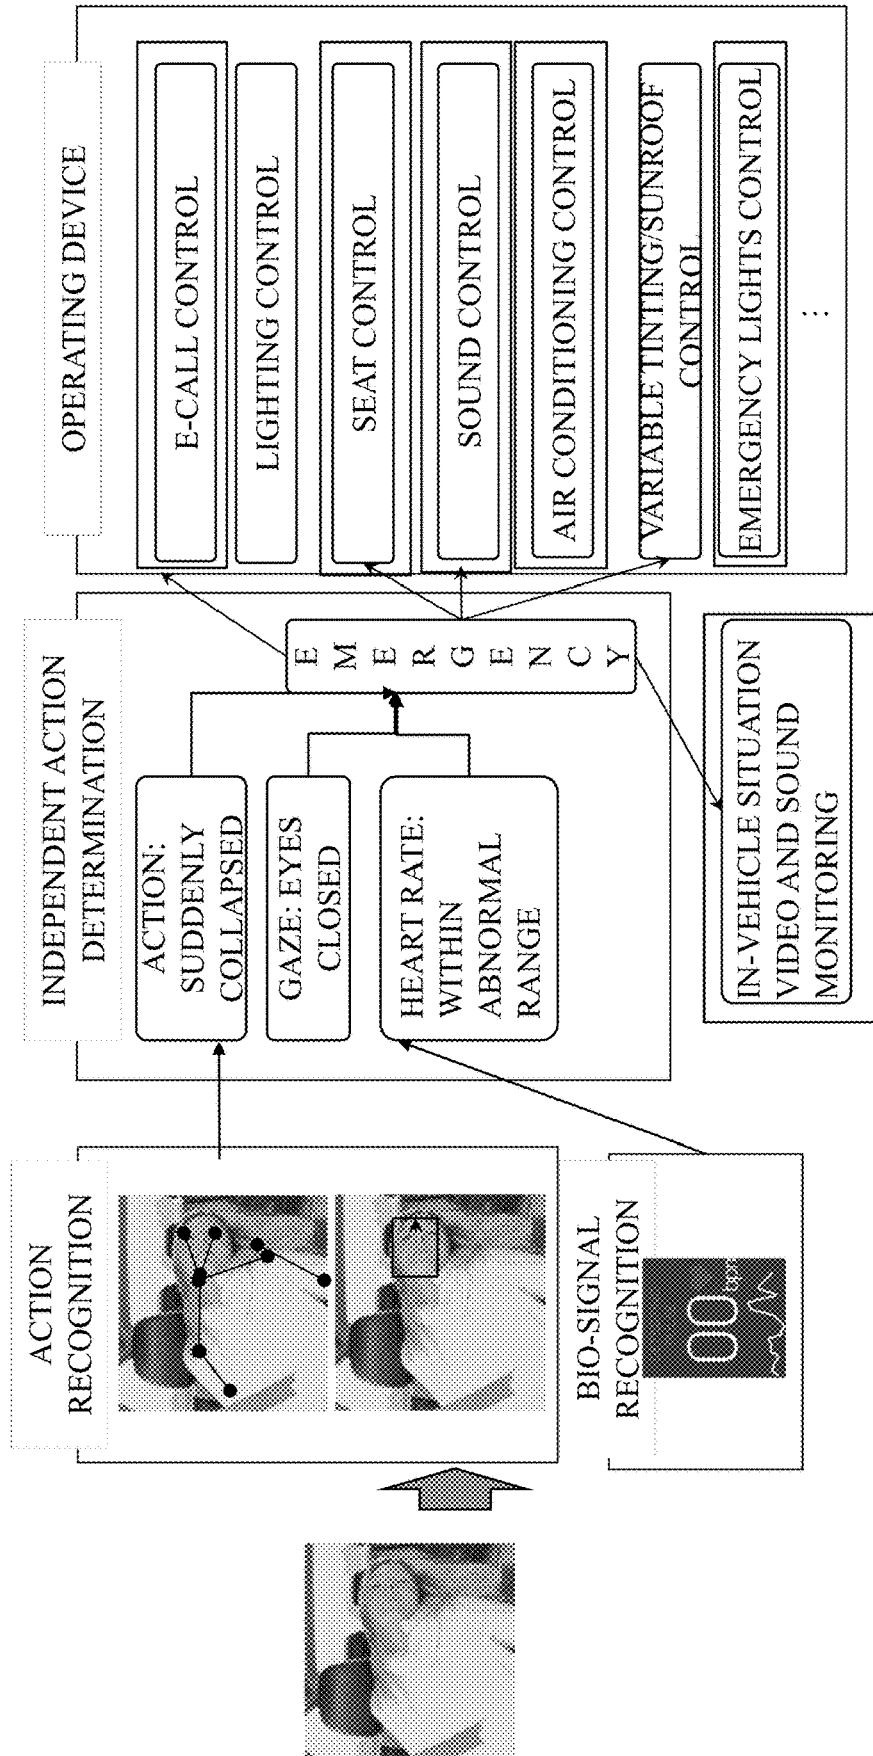 ACTION
RECOGNITION
BIO-SIGNAL
RECOGNITION
00
bpm
INDEPENDENT ACTION
DETERMINATION
ACTION:
SUDDENLY
COLLAPSED
GAZE: EYES
CLOSED
HEART RATE:
WITHIN
ABNORMAL
RANGE
E
M
E
R
G
E
N
C
Y
IN-VEHICLE SITUATION
VIDEO AND SOUND
MONITORING
OPERATING DEVICE
E-CALL CONTROL
LIGHTING CONTROL
SEAT CONTROL
SOUND CONTROL
AIR CONDITIONING CONTROL
VARIABLE TINTING/SUNROOF
CONTROL
EMERGENCY LIGHTS CONTROL
...